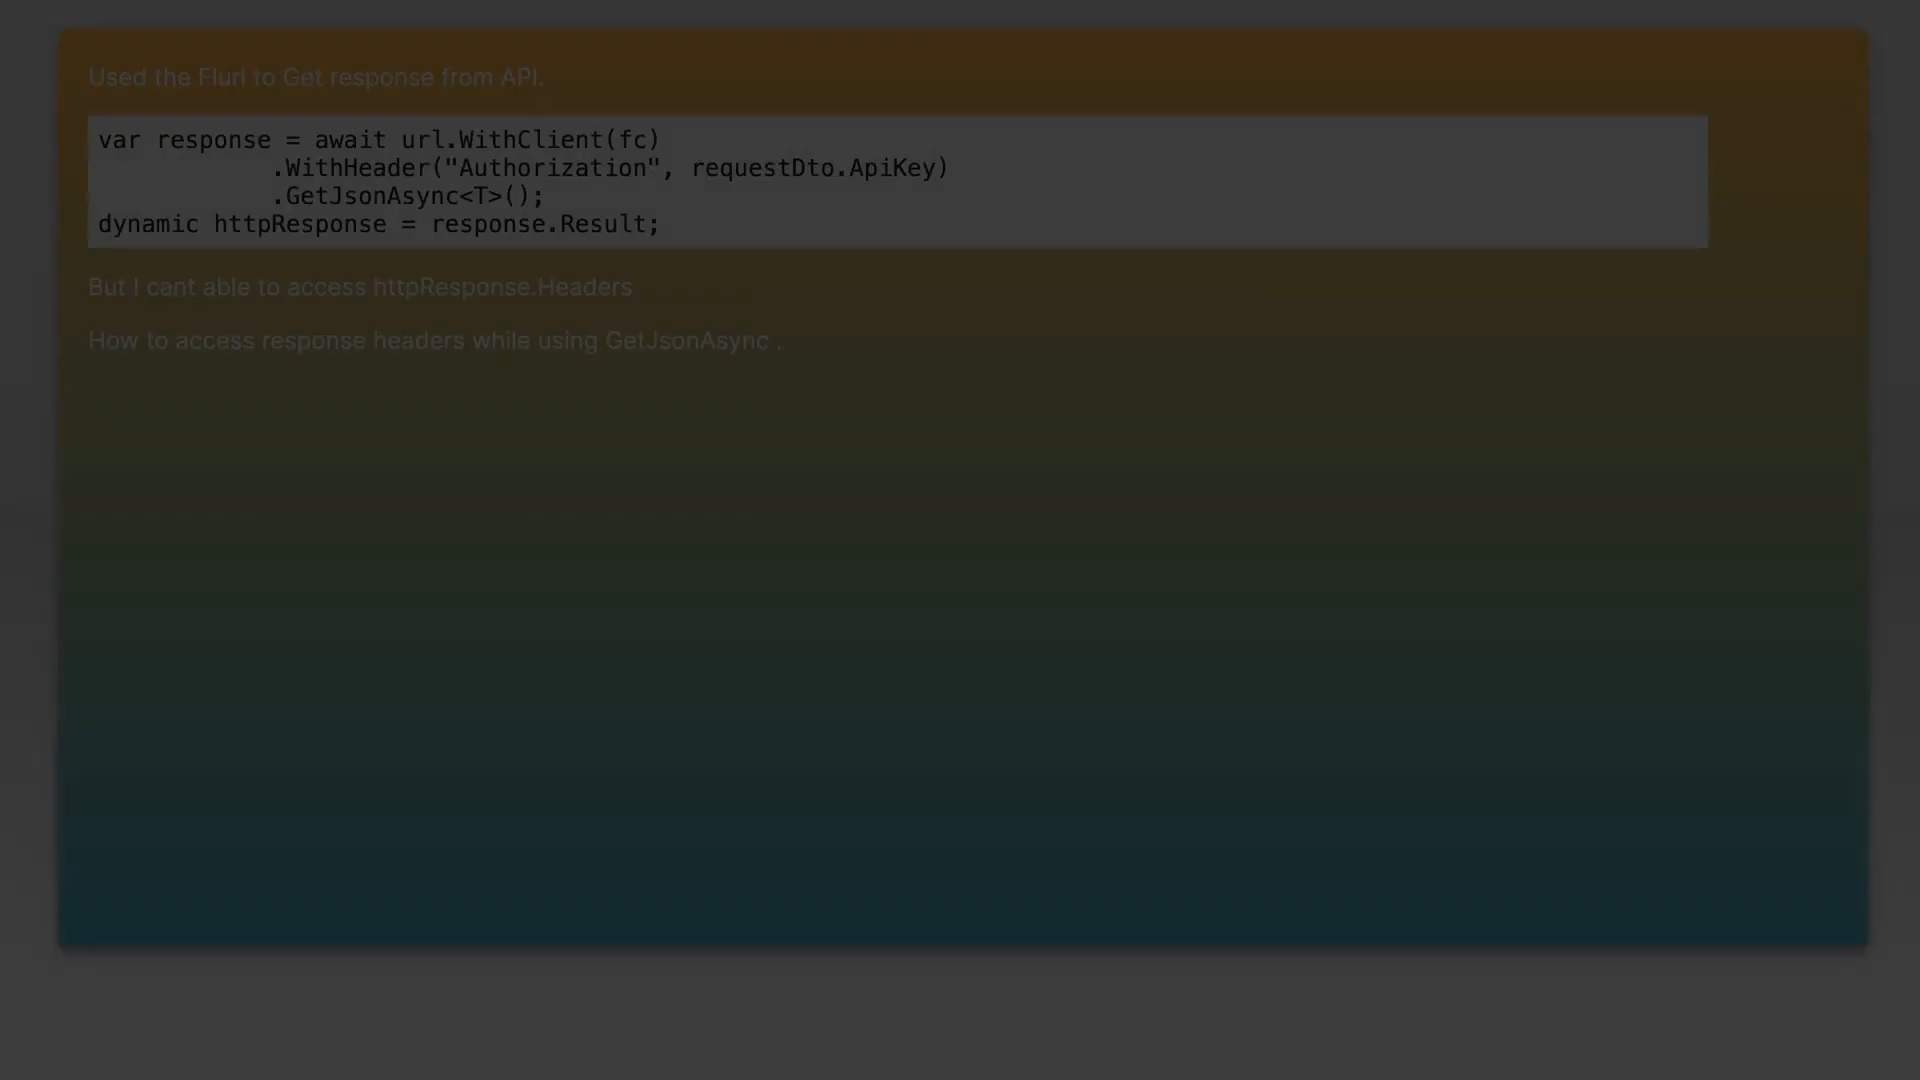 Used the Flurl to Get response from API.
var response = await url.WithClient(fc)
            .WithHeader("Authorization", requestDto.ApiKey)
            .GetJsonAsync<T>();
dynamic httpResponse = response.Result;
But I cant able to access httpResponse.Headers
How to access response headers while using GetJsonAsync .